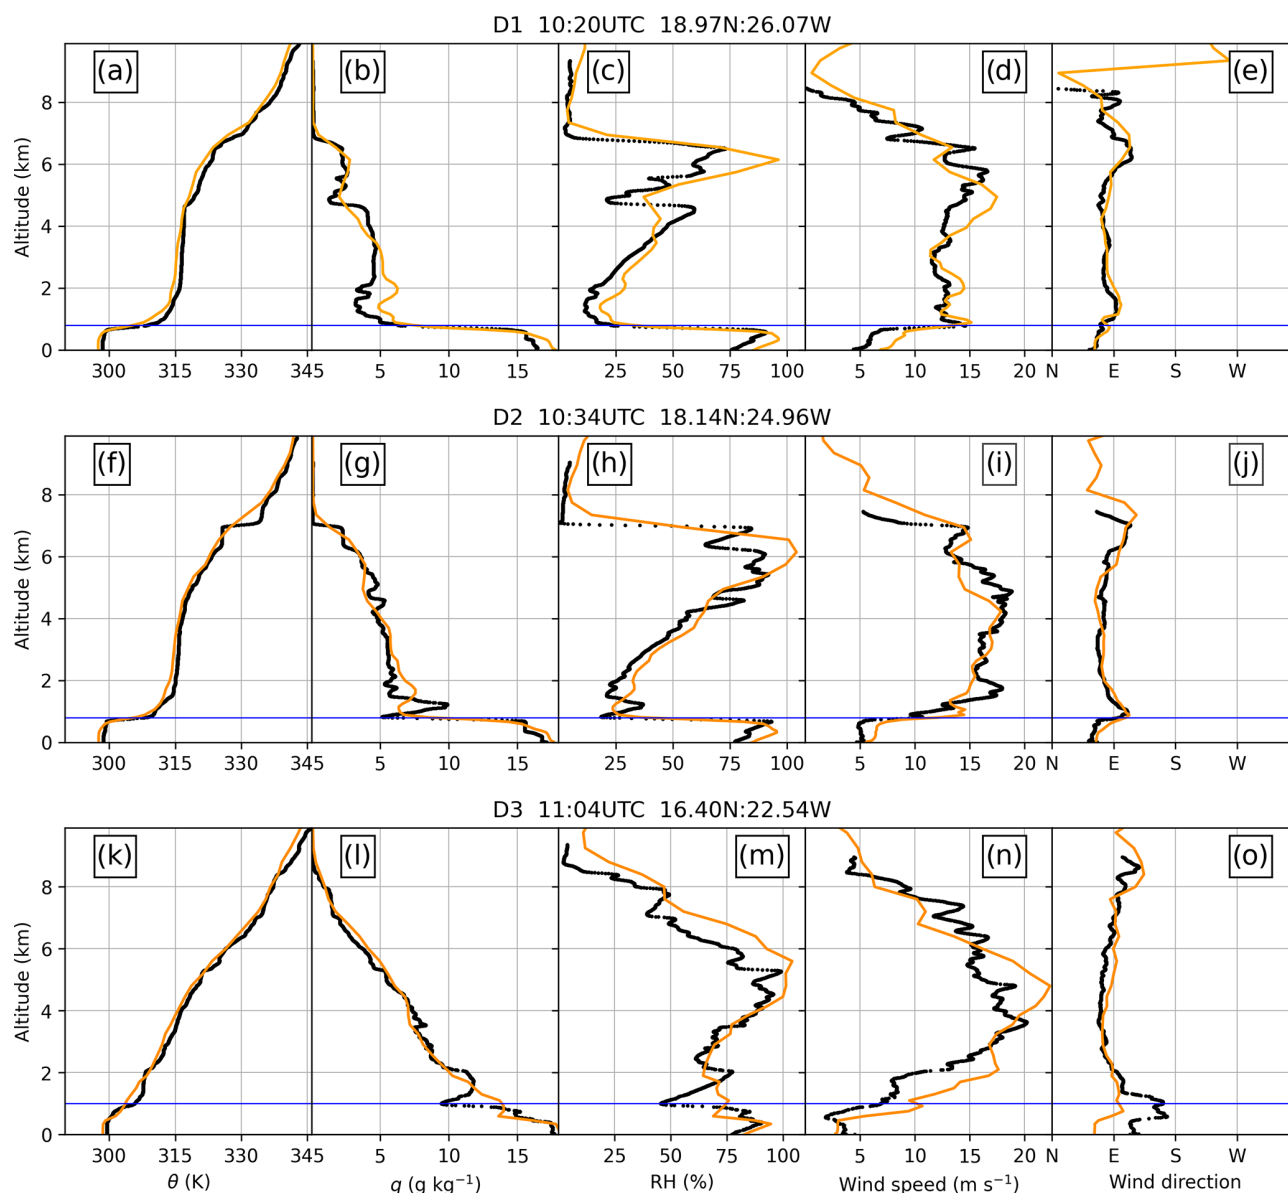 D1 10:20UTC 18.97N:26.07W
(a) (b) (c) (d) (e)
Altitude (km)
8
6
4
2
0
300 315 330 345 5 10 15 25 50 75 100 5 10 15 20 N E S W
D2 10:34UTC 18.14N:24.96W
(f) (g) (h) (i) (j)
Altitude (km)
8
6
4
2
0
300 315 330 345 5 10 15 25 50 75 100 5 10 15 20 N E S W
D3 11:04UTC 16.40N:22.54W
(k) (l) (m) (n) (o)
Altitude (km)
8
6
4
2
0
300 315 330 345 5 10 15 25 50 75 100 5 10 15 20 N E S W
θ (K) q (g kg⁻¹) RH (%) Wind speed (m s⁻¹) Wind direction